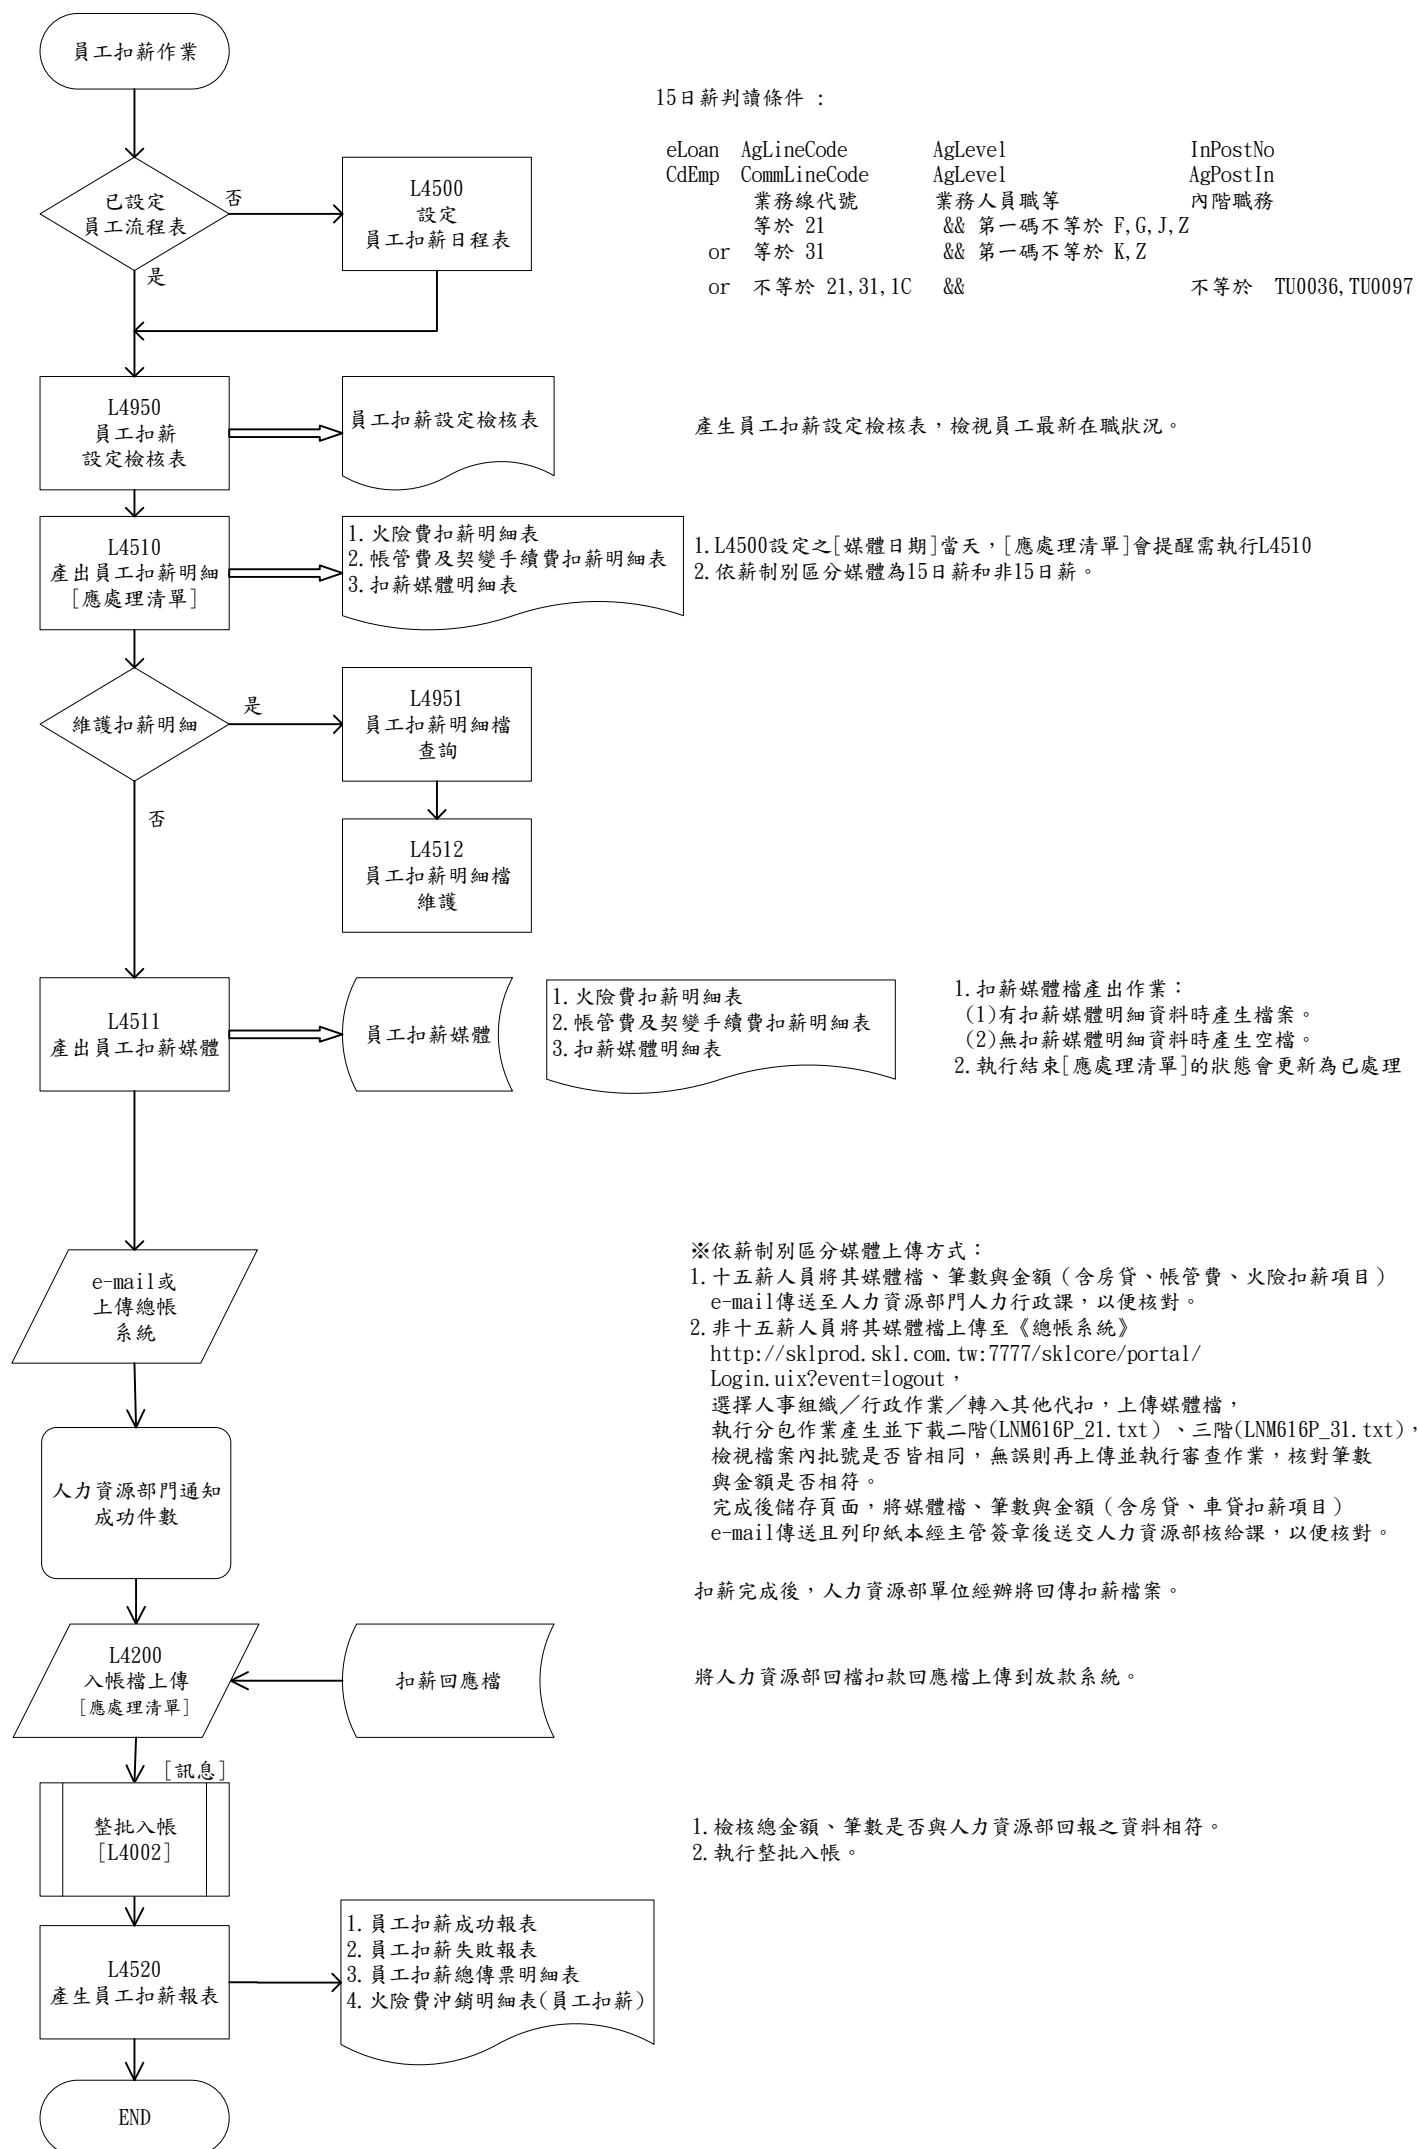 員工扣薪作業
15日薪判讀條件 :
eLoan AgLineCode AgLevel InPostNo
CdEmp CommLineCode AgLevel AgPostIn
業務線代號 業務人員職等 內階職務
等於 21 && 第一碼不等於 F,G,J,Z
or 等於 31 && 第一碼不等於 K,Z
or 不等於 21,31,1C && 不等於 TU0036,TU0097
已設定
員工流程表
否
是
L4500
設定
員工扣薪日程表
L4950
員工扣薪
設定檢核表
員工扣薪設定檢核表
產生員工扣薪設定檢核表，檢視員工最新在職狀況。
L4510
產出員工扣薪明細
[應處理清單]
1.火險費扣薪明細表
2.帳管費及契變手續費扣薪明細表
3.扣薪媒體明細表
1.L4500設定之[媒體日期]當天，[應處理清單]會提醒需執行L4510
2.依薪制別區分媒體為15日薪和非15日薪。
維護扣薪明細
是
否
L4951
員工扣薪明細檔
查詢
L4512
員工扣薪明細檔
維護
L4511
產出員工扣薪媒體
員工扣薪媒體
1.火險費扣薪明細表
2.帳管費及契變手續費扣薪明細表
3.扣薪媒體明細表
1.扣薪媒體檔產出作業：
(1)有扣薪媒體明細資料時產生檔案。
(2)無扣薪媒體明細資料時產生空檔。
2.執行結束[應處理清單]的狀態會更新為已處理
e-mail或
上傳總帳
系統
※依薪制別區分媒體上傳方式：
1.十五薪人員將其媒體檔、筆數與金額（含房貸、帳管費、火險扣薪項目）
e-mail傳送至人力資源部門人力行政課，以便核對。
2.非十五薪人員將其媒體檔上傳至《總帳系統》
http://sklprod.skl.com.tw:7777/sklcore/portal/
Login.uix?event=logout，
選擇人事組織／行政作業／轉入其他代扣，上傳媒體檔，
執行分包作業產生並下載二階(LNM616P_21.txt）、三階(LNM616P_31.txt)，
檢視檔案內批號是否皆相同，無誤則再上傳並執行審查作業，核對筆數
與金額是否相符。
完成後儲存頁面，將媒體檔、筆數與金額（含房貸、車貸扣薪項目）
e-mail傳送且列印紙本經主管簽章後送交人力資源部核給課，以便核對。
人力資源部門通知
成功件數
扣薪完成後，人力資源部單位經辦將回傳扣薪檔案。
L4200
入帳檔上傳
[應處理清單]
扣薪回應檔
將人力資源部回檔扣款回應檔上傳到放款系統。
[訊息]
整批入帳
[L4002]
1.檢核總金額、筆數是否與人力資源部回報之資料相符。
2.執行整批入帳。
L4520
產生員工扣薪報表
1.員工扣薪成功報表
2.員工扣薪失敗報表
3.員工扣薪總傳票明細表
4.火險費沖銷明細表(員工扣薪)
END